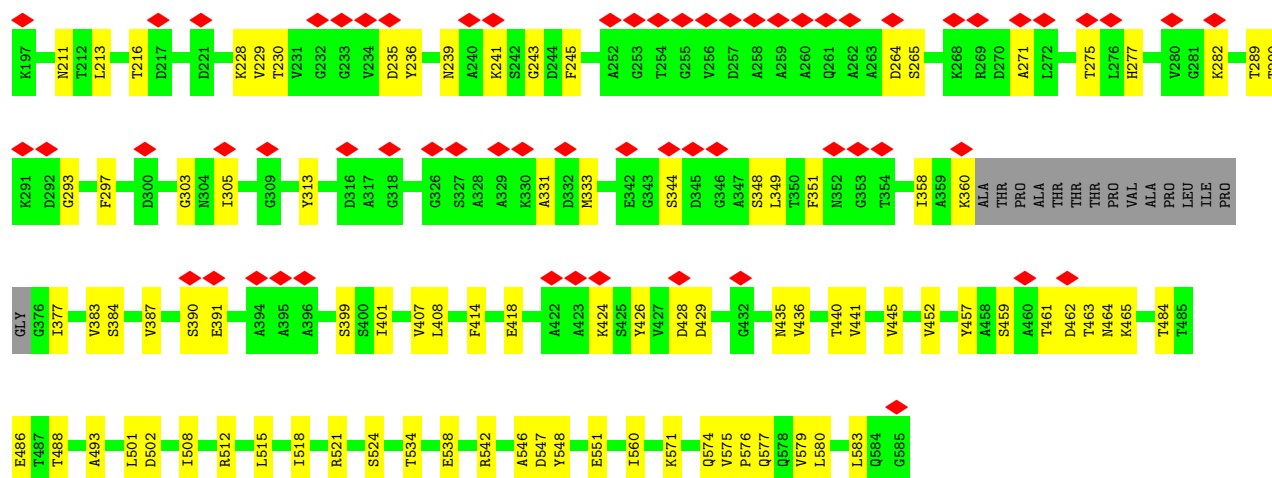 K197 N211 T212 L213 T216 D217 D221 K228 V229 T230 V231 G232 G233 V234 D235 Y236 N239 A240 K241 S242 G243 D244 F245 A252 G253 T254 G255 V256 D257 A258 A259 A260 Q261 A262 A263 D264 S265 K268 R269 D270 A271 L272 T275 L276 H277 V280 G281 K282 T289
K291 D292 G293 F297 D300 G303 N304 I305 G309 Y313 D316 A317 G318 G326 S327 A328 A329 K330 A331 D332 M333 E342 G343 S344 D345 G346 A347 S348 L349 T350 F351 N352 G353 T354 I358 A359 K360 ALA THR PRO ALA THR THR THR PRO VAL ALA PRO LEU ILE PRO
GLY G376 I377 V383 S384 V387 S390 E391 A394 A395 A396 S399 S400 I401 V407 L408 F414 E418 A422 A423 K424 S425 Y426 V427 D428 D429 G432 N435 V436 T440 V441 V445 V452 Y457 A458 S459 A460 T461 D462 T463 N464 K465 T484 T485
E486 T487 T488 A493 L501 D502 I508 R512 L515 I518 R521 S524 T534 E538 R542 A546 D547 Y548 E551 I560 K571 Q574 V575 P576 Q577 Q578 V579 L580 L583 Q584 G585